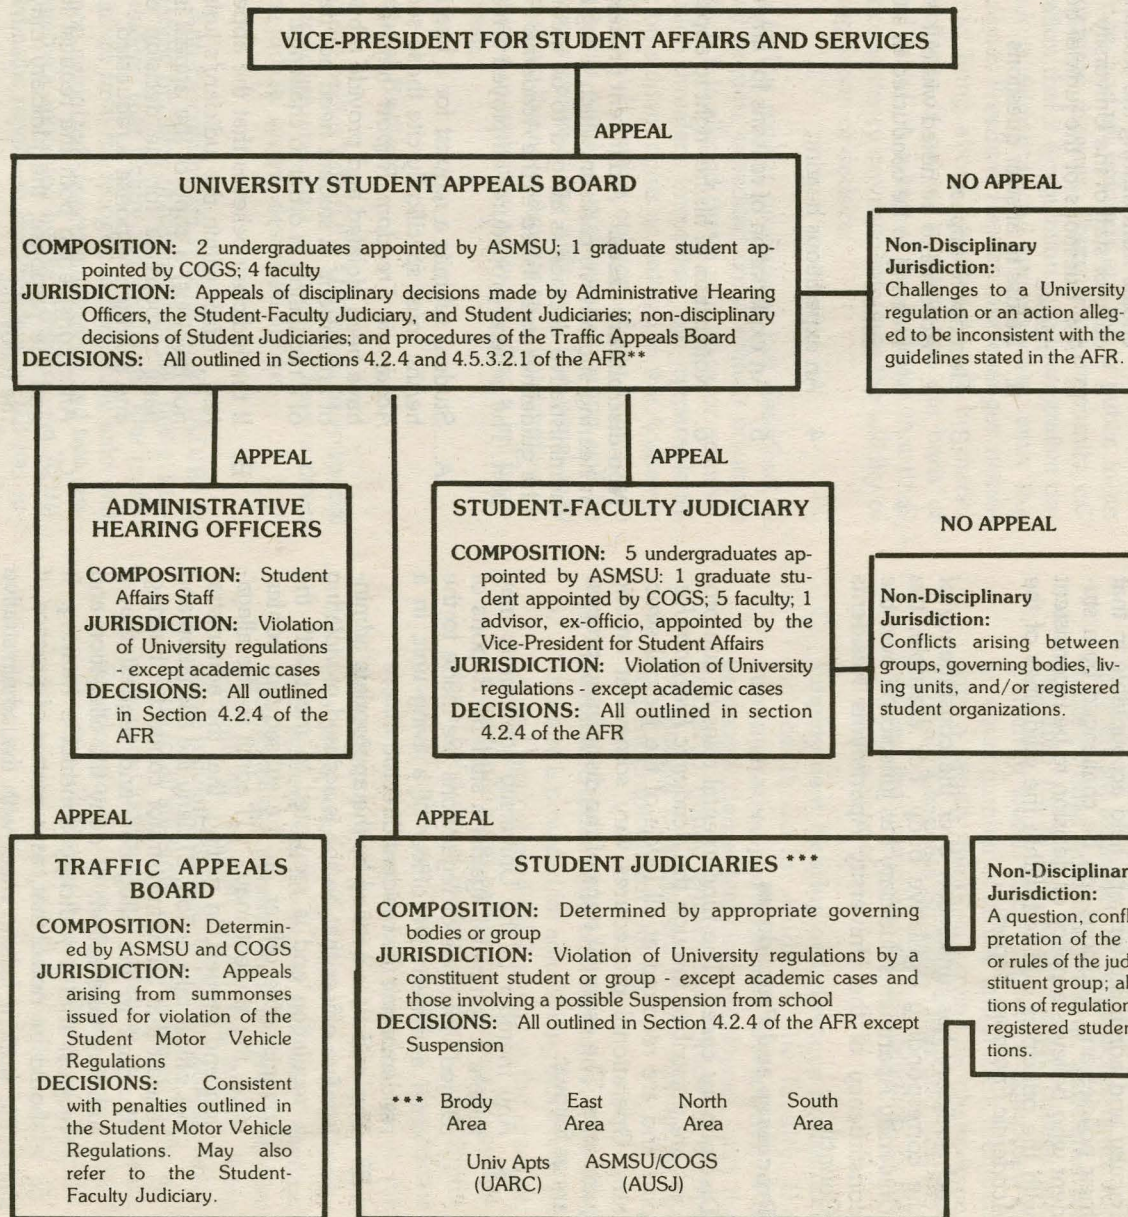 VICE-PRESIDENT FOR STUDENT AFFAIRS AND SERVICES
APPEAL
UNIVERSITY STUDENT APPEALS BOARD
COMPOSITION: 2 undergraduates appointed by ASMSU; 1 graduate student ap-
pointed by COGS; 4 faculty
JURISDICTION: Appeals of disciplinary decisions made by Administrative Hearing
Officers, the Student-Faculty Judiciary, and Student Judiciaries; non-disciplinary
decisions of Student Judiciaries; and procedures of the Traffic Appeals Board
DECISIONS: All outlined in Sections 4.2.4 and 4.5.3.2.1 of the AFR**
NO APPEAL
Non-Disciplinary
Jurisdiction:
Challenges to a University
regulation or an action alleg-
ed to be inconsistent with the
guidelines stated in the AFR.
APPEAL
ADMINISTRATIVE
HEARING OFFICERS
COMPOSITION: Student
Affairs Staff
JURISDICTION: Violation
of University regulations
- except academic cases
DECISIONS: All outlined
in Section 4.2.4 of the
AFR
APPEAL
STUDENT-FACULTY JUDICIARY
COMPOSITION: 5 undergraduates ap-
pointed by ASMSU: 1 graduate stu-
dent appointed by COGS; 5 faculty; 1
advisor, ex-officio, appointed by the
Vice-President for Student Affairs
JURISDICTION: Violation of University
regulations - except academic cases
DECISIONS: All outlined in section
4.2.4 of the AFR
NO APPEAL
Non-Disciplinary
Jurisdiction:
Conflicts arising between
groups, governing bodies, liv-
ing units, and/or registered
student organizations.
APPEAL
TRAFFIC APPEALS
BOARD
COMPOSITION: Determin-
ed by ASMSU and COGS
JURISDICTION: Appeals
arising from summonses
issued for violation of the
Student Motor Vehicle
Regulations
DECISIONS: Consistent
with penalties outlined in
the Student Motor Vehicle
Regulations. May also
refer to the Student-
Faculty Judiciary.
APPEAL
STUDENT JUDICIARIES ***
COMPOSITION: Determined by appropriate governing
bodies or group
JURISDICTION: Violation of University regulations by a
constituent student or group - except academic cases and
those involving a possible Suspension from school
DECISIONS: All outlined in Section 4.2.4 of the AFR except
Suspension
*** Brody East North South
Area Area Area Area
Univ Apts ASMSU/COGS
(UARC) (AUSJ)
Non-Disciplinar
Jurisdiction:
A question, confl
pretation of the
or rules of the jud
stituent group; al
tions of regulation
registered studen
tions.